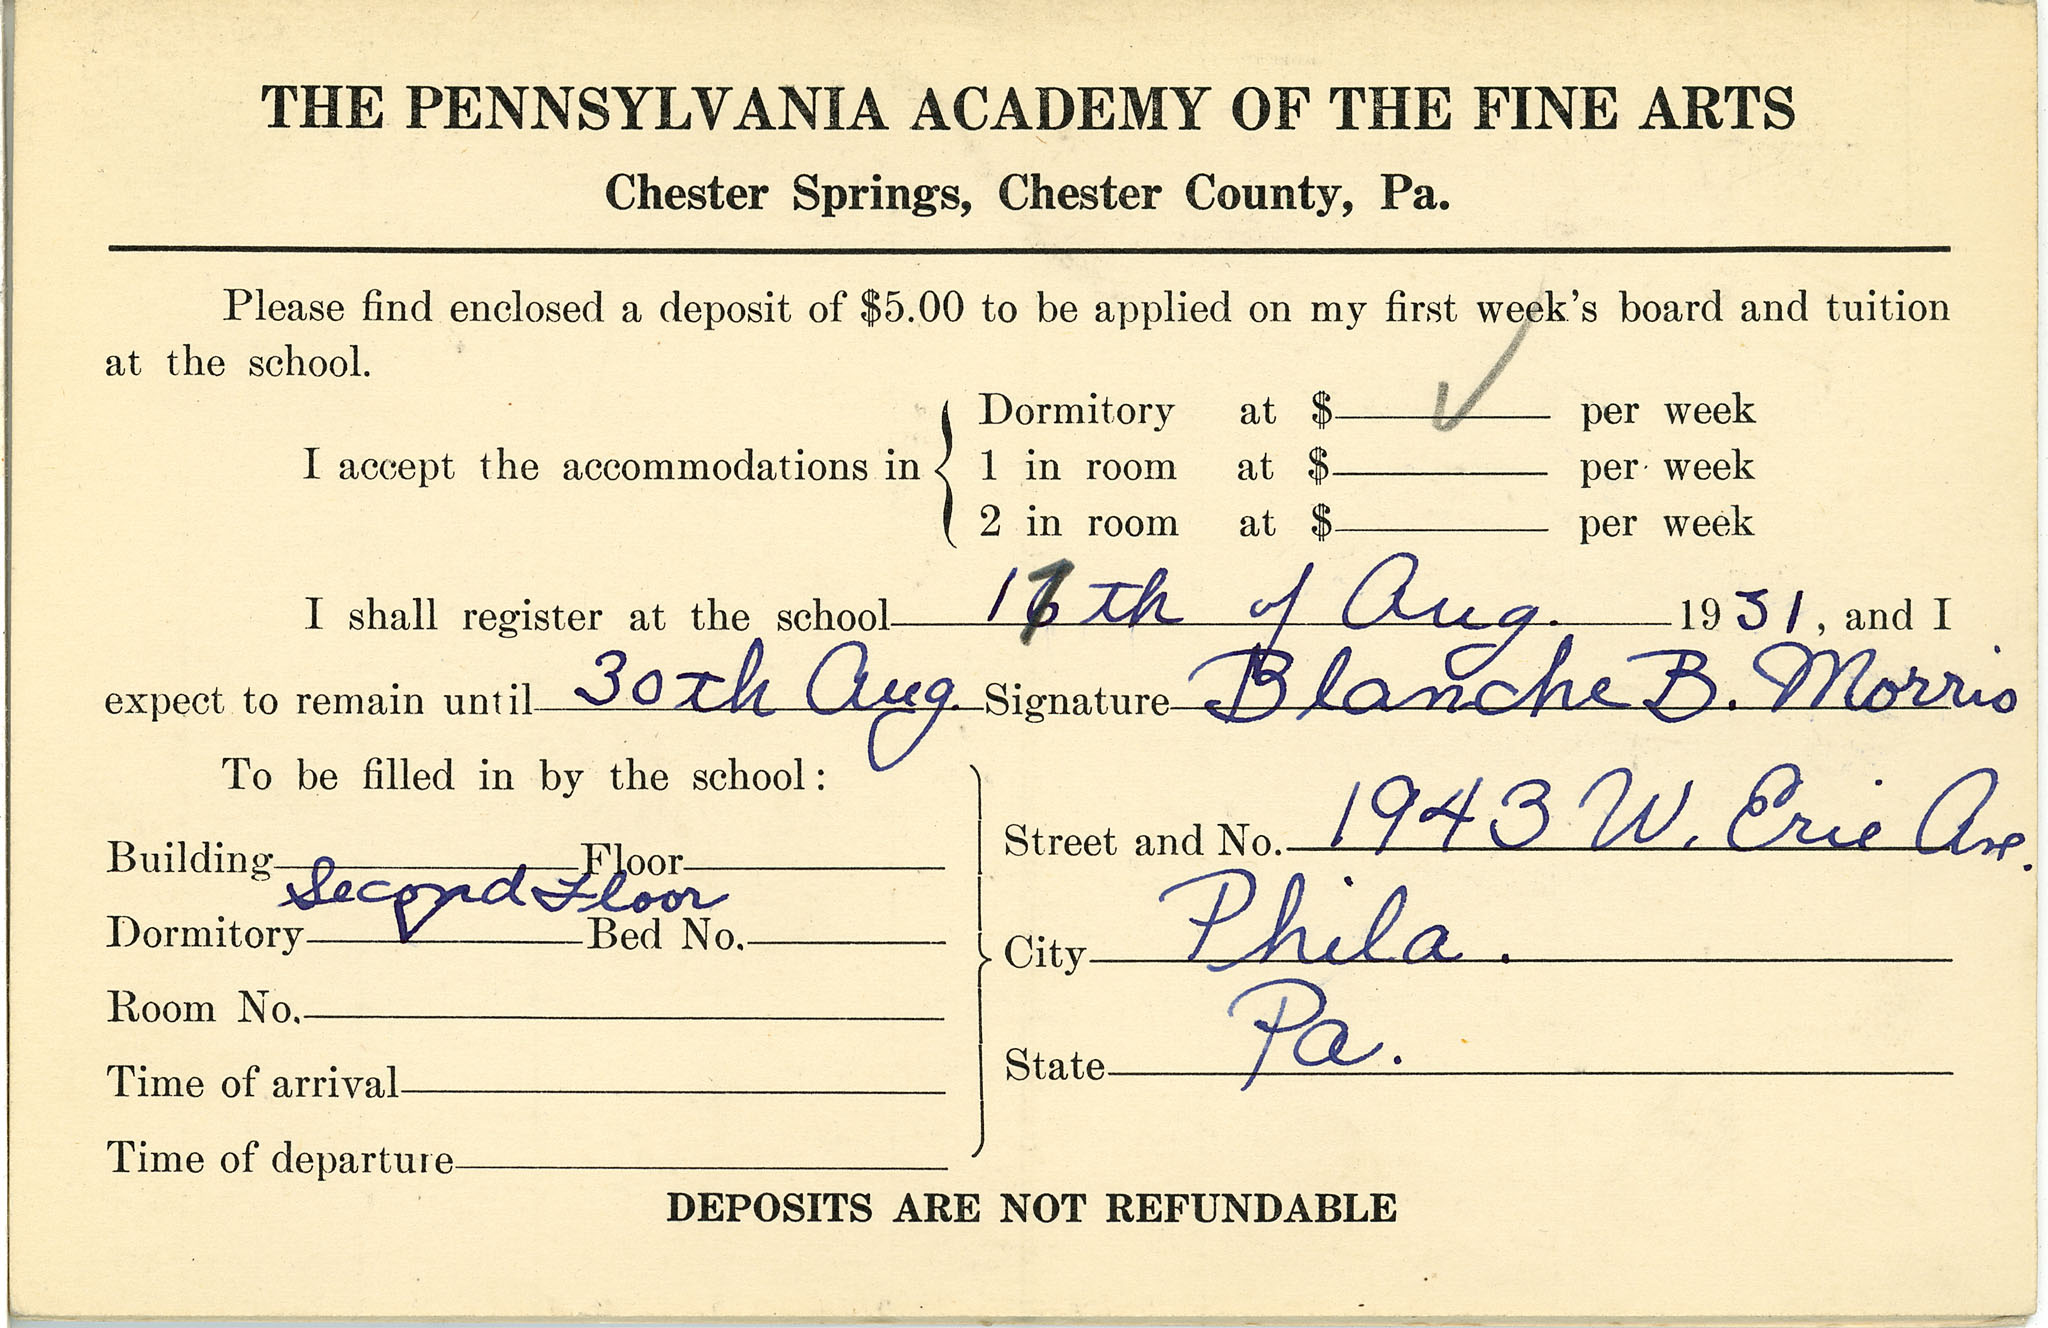 THE PENNSYLVANIA ACADEMY OF THE FINE ARTS
Chester Springs, Chester County, Pa.
Please find enclosed a deposit of $5.00 to be applied on my first week's board and tuition
at the school.
I accept the accommodations in
Dormitory at $ ✓ per week
1 in room at $ per week
2 in room at $ per week
I shall register at the school 17th of Aug. 1931, and I
expect to remain until 30th Aug. Signature Blanche B. Morris
To be filled in by the school:
Building Floor
Second Floor
Dormitory Bed No.
Room No.
Time of arrival
Time of departure
Street and No. 1943 W. Erie Ave.
City Phila.
State Pa.
DEPOSITS ARE NOT REFUNDABLE